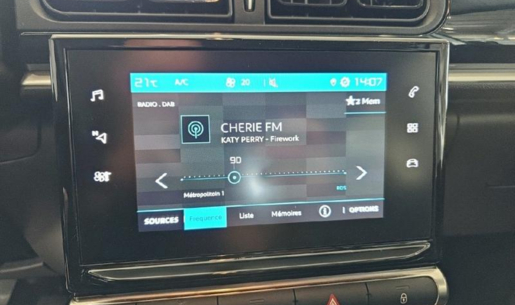 21°C A/C 20 14:07
RADIO . DAB
2 Mem
CHERIE FM
KATY PERRY - Firework
90
Métropolitain 1
RDS
SOURCES Fréquence Liste Mémoires OPTIONS